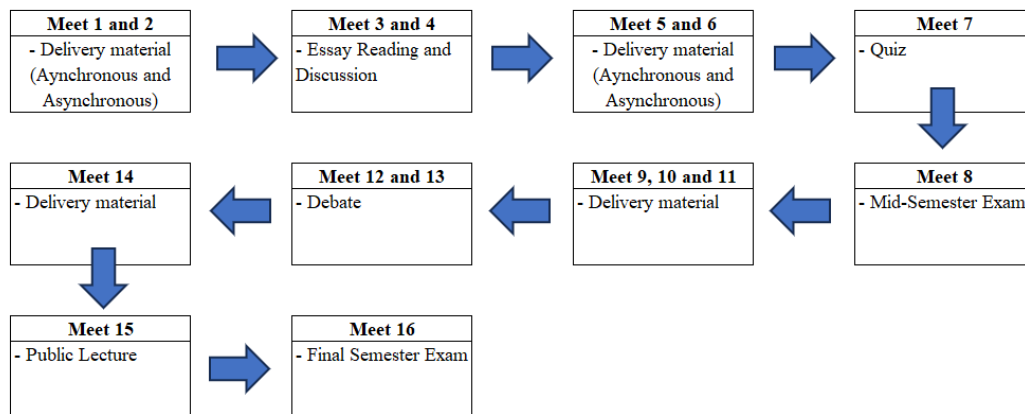 Meet 1 and 2
- Delivery material
(Aynchronous and
Asynchronous)
Meet 3 and 4
- Essay Reading and
Discussion
Meet 5 and 6
- Delivery material
(Aynchronous and
Asynchronous)
Meet 7
- Quiz
Meet 8
- Mid-Semester Exam
Meet 9, 10 and 11
- Delivery material
Meet 12 and 13
- Debate
Meet 14
- Delivery material
Meet 15
- Public Lecture
Meet 16
- Final Semester Exam